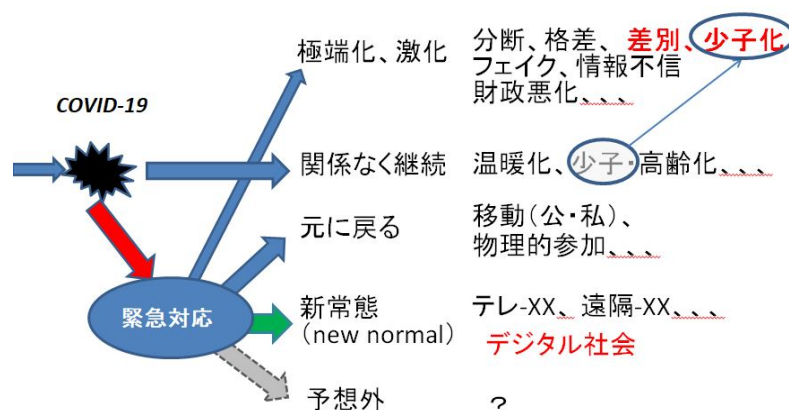 極端化、激化
分断、格差、差別、少子化
フェイク、情報不信
財政悪化、、、
COVID-19
関係なく継続
温暖化、少子・高齢化、、、
元に戻る
移動(公・私)、
物理的参加、、、
緊急対応
新常態
(new normal)
テレ-XX、遠隔-XX、、、
デジタル社会
予想外
?